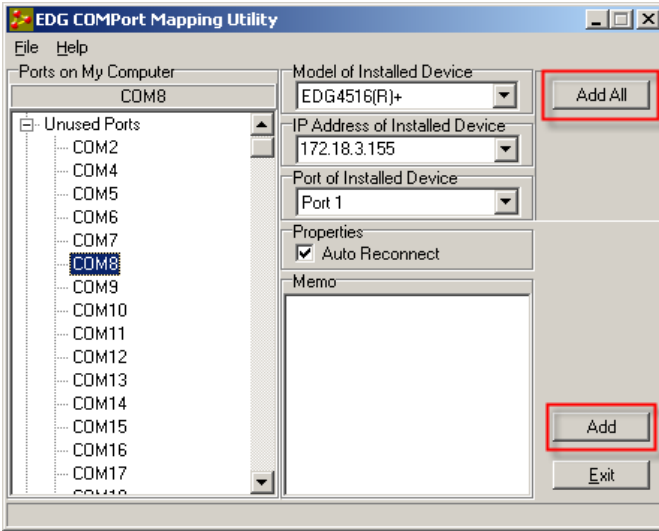 EDG COMPort Mapping Utility
File Help
Ports on My Computer
COM8
Unused Ports
COM2
COM4
COM5
COM6
COM7
COM8
COM9
COM10
COM11
COM12
COM13
COM14
COM15
COM16
COM17
Model of Installed Device
EDG4516(R)+
IP Address of Installed Device
172.18.3.155
Port of Installed Device
Port 1
Properties
Auto Reconnect
Memo
Add All
Add
Exit